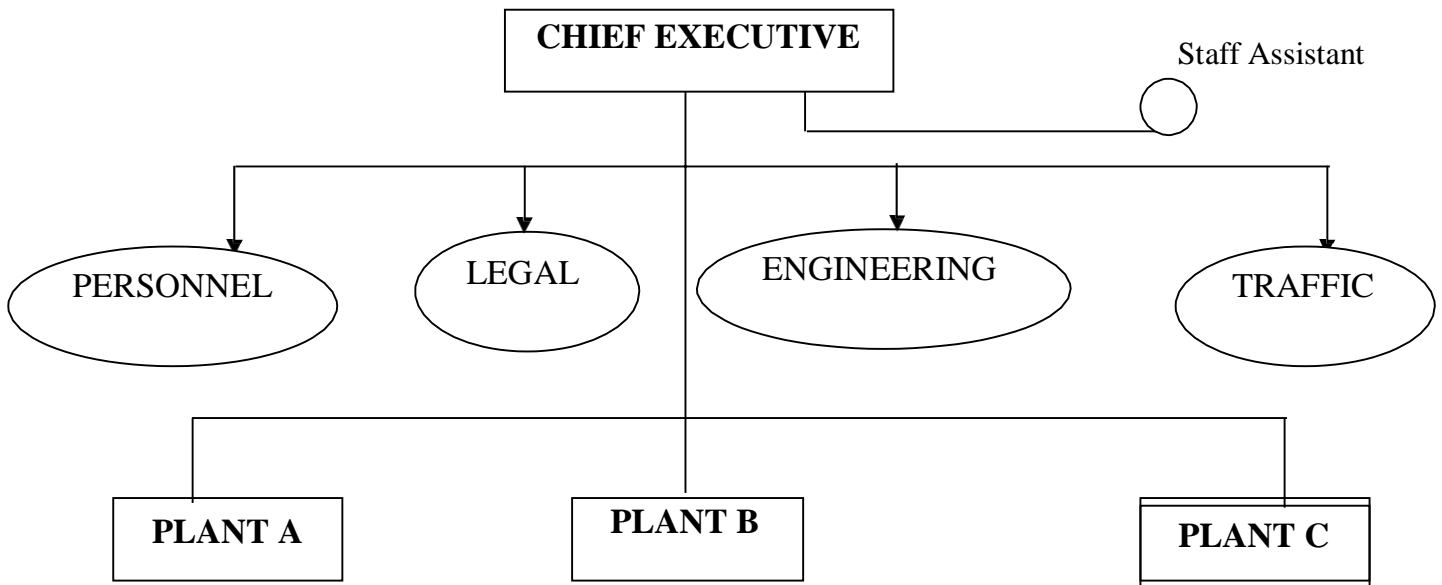 CHIEF EXECUTIVE
Staff Assistant
PERSONNEL
LEGAL
ENGINEERING
TRAFFIC
PLANT A
PLANT B
PLANT C